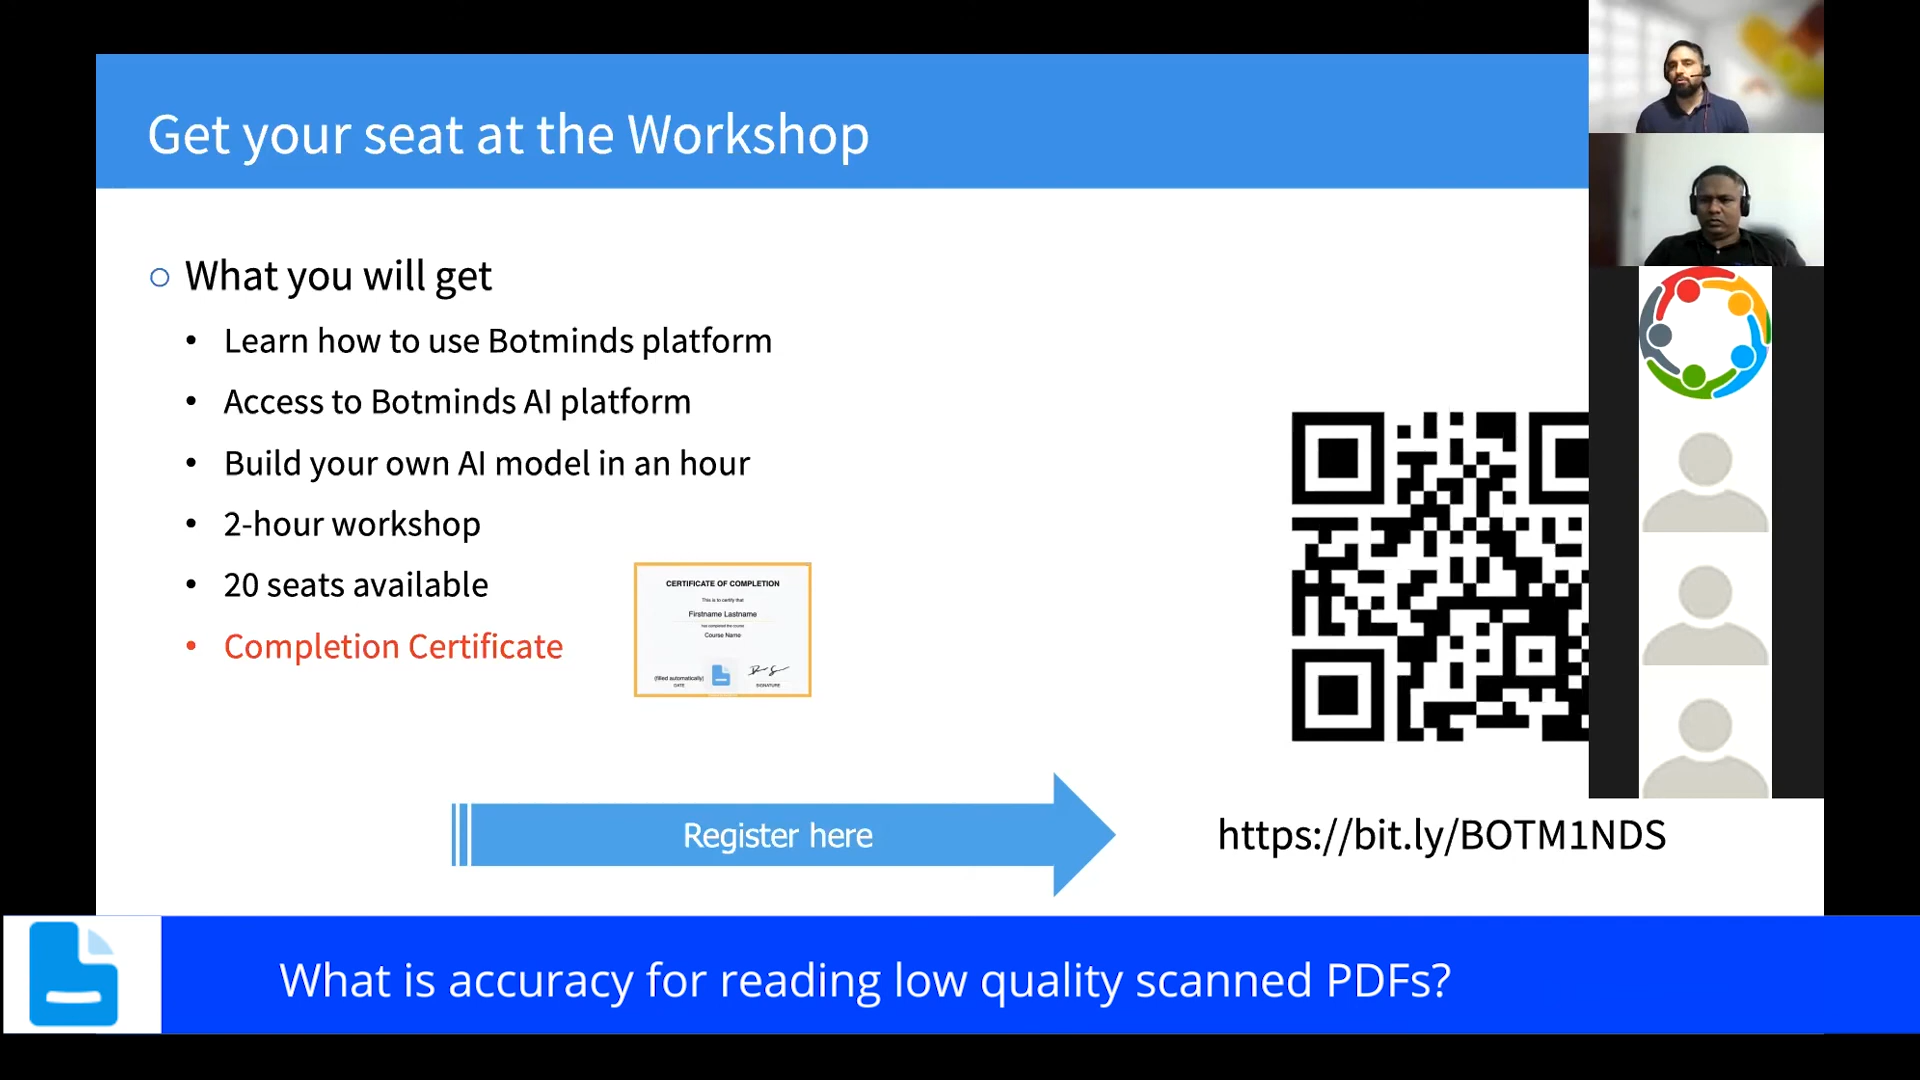 Get your seat at the Workshop
What you will get
• Learn how to use Botminds platform
• Access to Botminds AI platform
• Build your own AI model in an hour
• 2-hour workshop
• 20 seats available
• Completion Certificate
CERTIFICATE OF COMPLETION
This is to certify that
Firstname Lastname
has completed the course
Course Name
(filled automatically)
DATE
SIGNATURE
Register here
https://bit.ly/BOTM1NDS
What is accuracy for reading low quality scanned PDFs?